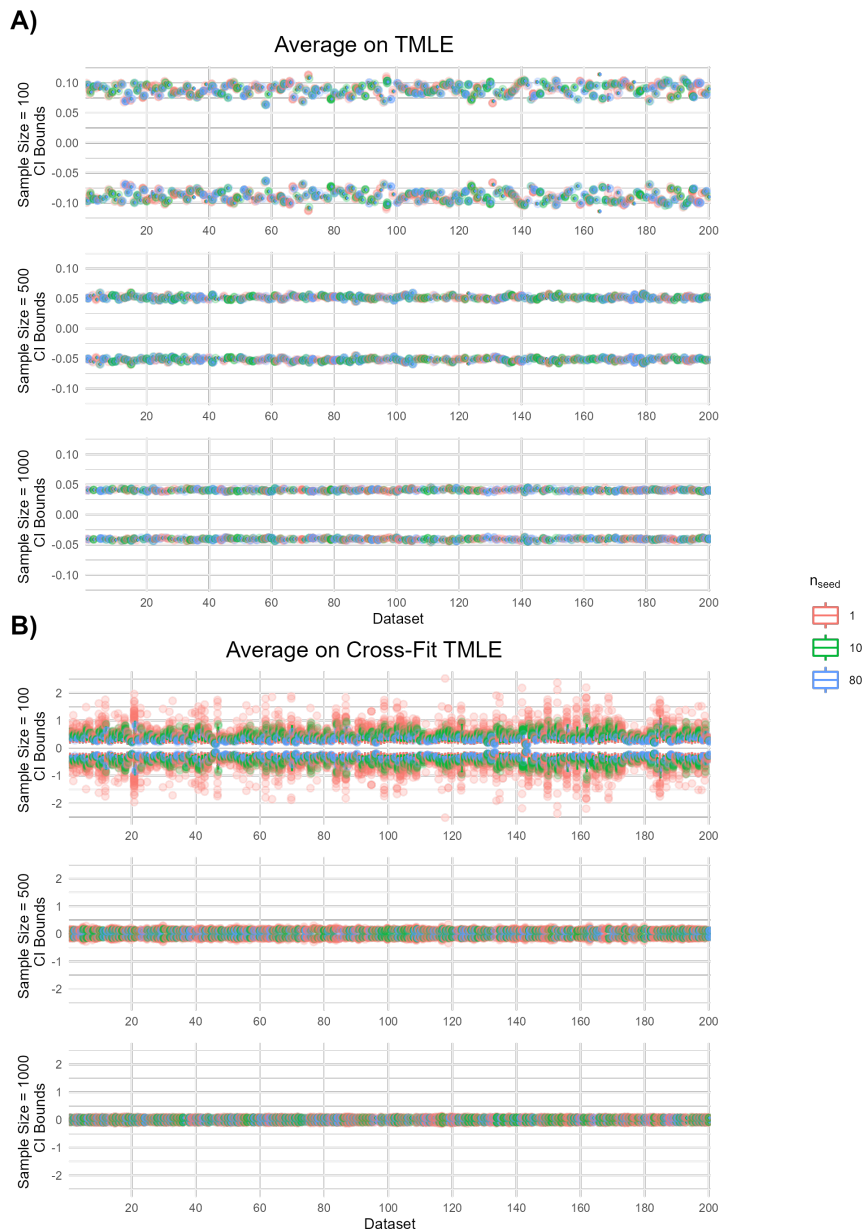 A)
Average on TMLE
Sample Size = 100
CI Bounds
0.10
0.05
0.00
-0.05
-0.10
20 40 60 80 100 120 140 160 180 200
Sample Size = 500
CI Bounds
0.10
0.05
0.00
-0.05
-0.10
20 40 60 80 100 120 140 160 180 200
Sample Size = 1000
CI Bounds
0.10
0.05
0.00
-0.05
-0.10
20 40 60 80 100 120 140 160 180 200
Dataset
n_seed
1
10
80
B)
Average on Cross-Fit TMLE
Sample Size = 100
CI Bounds
2
1
0
-1
-2
20 40 60 80 100 120 140 160 180 200
Sample Size = 500
CI Bounds
2
1
0
-1
-2
20 40 60 80 100 120 140 160 180 200
Sample Size = 1000
CI Bounds
2
1
0
-1
-2
20 40 60 80 100 120 140 160 180 200
Dataset